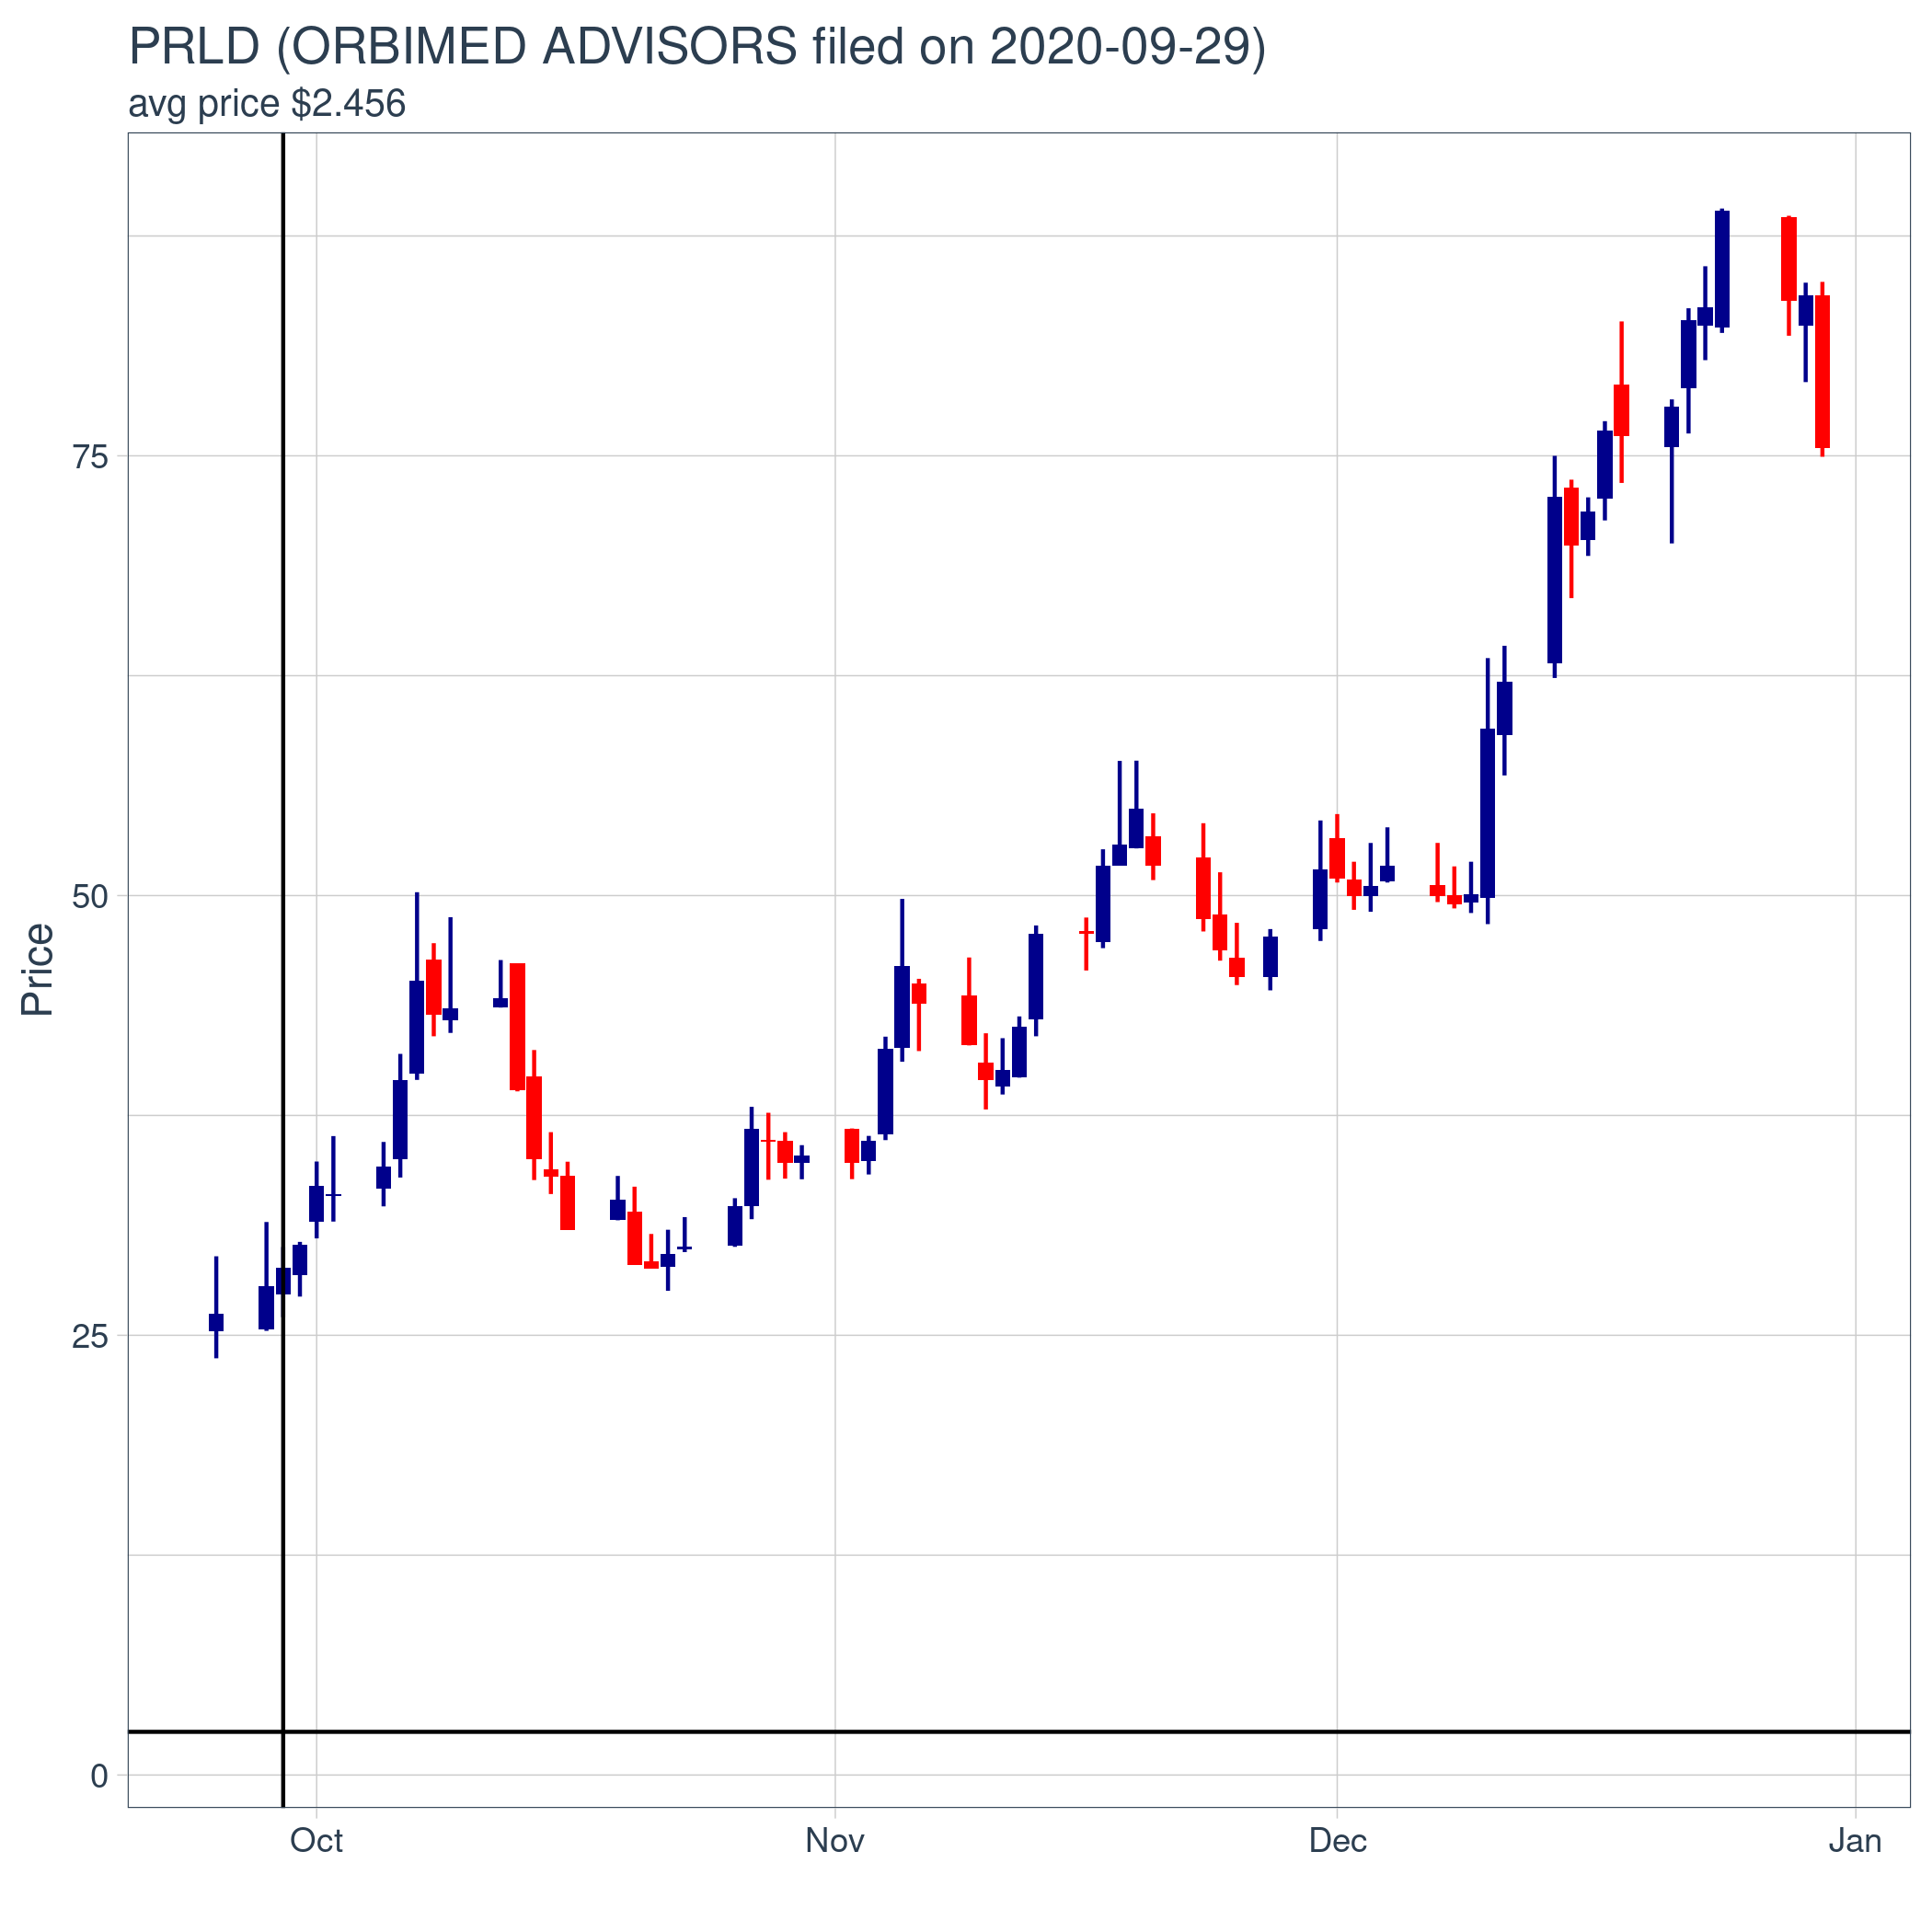 PRLD (ORBIMED ADVISORS filed on 2020-09-29)
avg price $2.456
Price
75
50
25
0
Oct Nov Dec Jan